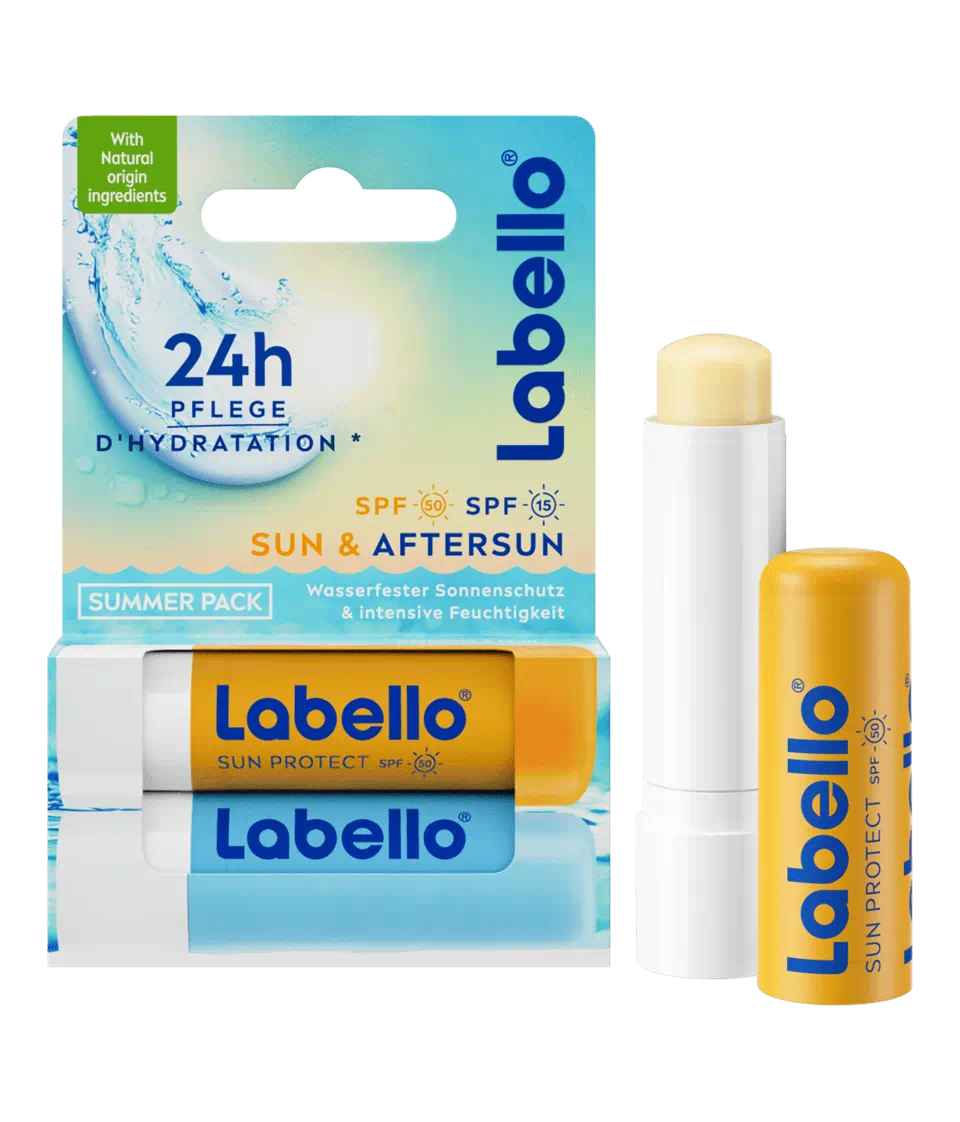 With
Natural
origin
ingredients
Labello®
24h
PFLEGE
D'HYDRATATION *
SPF 50 SPF 15
SUN & AFTERSUN
SUMMER PACK
Wasserfester Sonnenschutz
& intensive Feuchtigkeit
Labello®
SUN PROTECT SPF 50
Labello®
Labello®
SUN PROTECT SPF 50